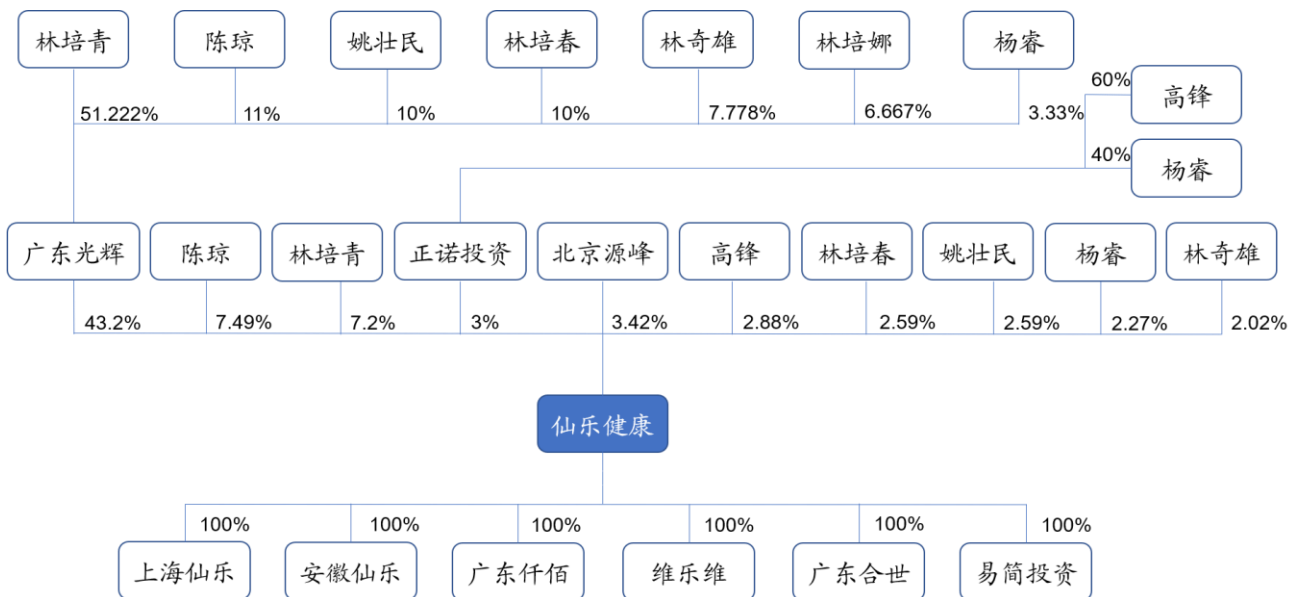 林培青 陈琼 姚壮民 林培春 林奇雄 林培娜 杨睿
60%
高锋
51.222% 11% 10% 10% 7.778% 6.667% 3.33%
40%
杨睿
广东光辉 陈琼 林培青 正诺投资 北京源峰 高锋 林培春 姚壮民 杨睿 林奇雄
43.2% 7.49% 7.2% 3% 3.42% 2.88% 2.59% 2.59% 2.27% 2.02%
仙乐健康
100% 100% 100% 100% 100% 100%
上海仙乐 安徽仙乐 广东仟佰 维乐维 广东合世 易简投资